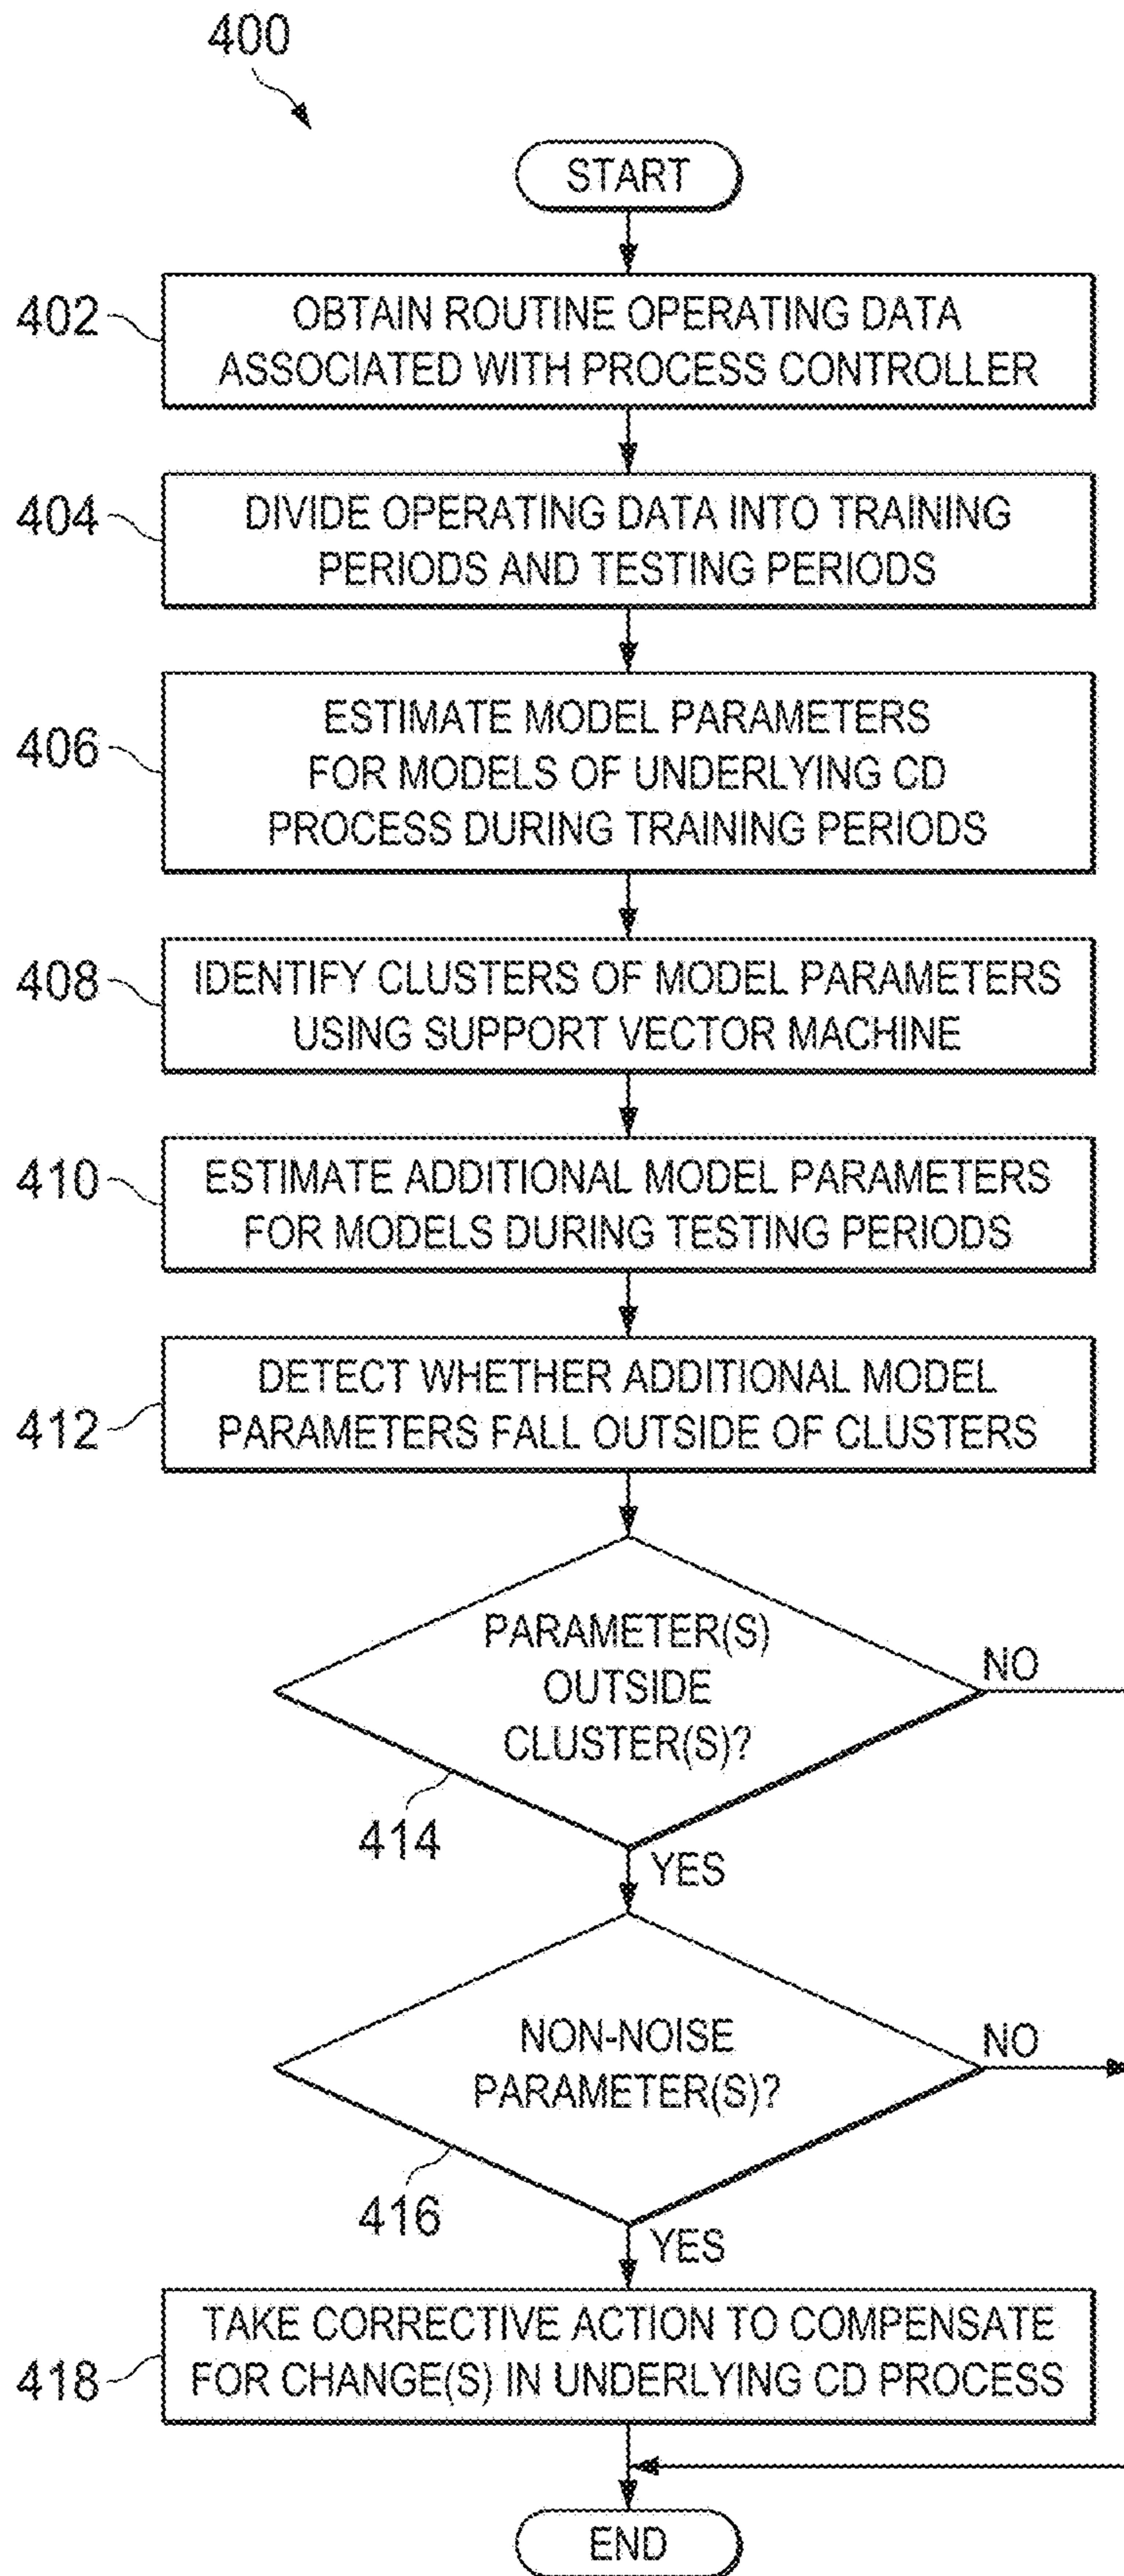 400
START
402
OBTAIN ROUTINE OPERATING DATA
ASSOCIATED WITH PROCESS CONTROLLER
404
DIVIDE OPERATING DATA INTO TRAINING
PERIODS AND TESTING PERIODS
406
ESTIMATE MODEL PARAMETERS
FOR MODELS OF UNDERLYING CD
PROCESS DURING TRAINING PERIODS
408
IDENTIFY CLUSTERS OF MODEL PARAMETERS
USING SUPPORT VECTOR MACHINE
410
ESTIMATE ADDITIONAL MODEL PARAMETERS
FOR MODELS DURING TESTING PERIODS
412
DETECT WHETHER ADDITIONAL MODEL
PARAMETERS FALL OUTSIDE OF CLUSTERS
PARAMETER(S)
OUTSIDE
CLUSTER(S)?
NO
414
YES
NON-NOISE
PARAMETER(S)?
NO
416
YES
418
TAKE CORRECTIVE ACTION TO COMPENSATE
FOR CHANGE(S) IN UNDERLYING CD PROCESS
END